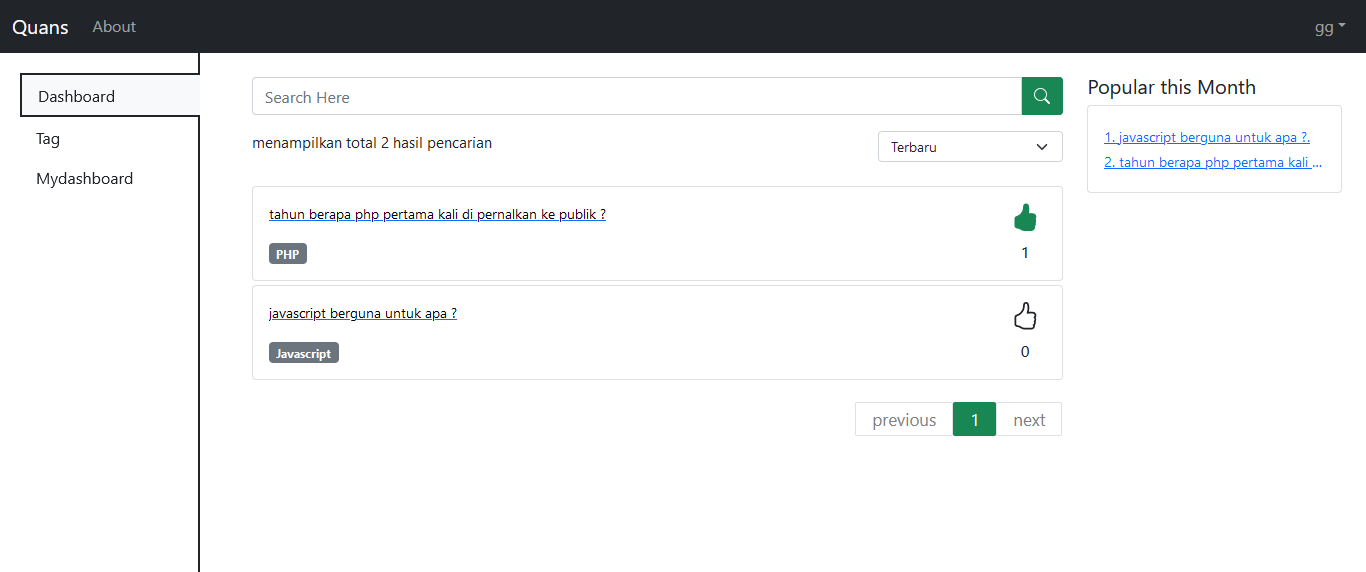 Quans About gg
Dashboard
Tag
Mydashboard
Search Here
menampilkan total 2 hasil pencarian
Terbaru
tahun berapa php pertama kali di pernalkan ke publik ?
PHP
1
javascript berguna untuk apa ?
Javascript
0
previous 1 next
Popular this Month
1. javascript berguna untuk apa ?.
2. tahun berapa php pertama kali ...